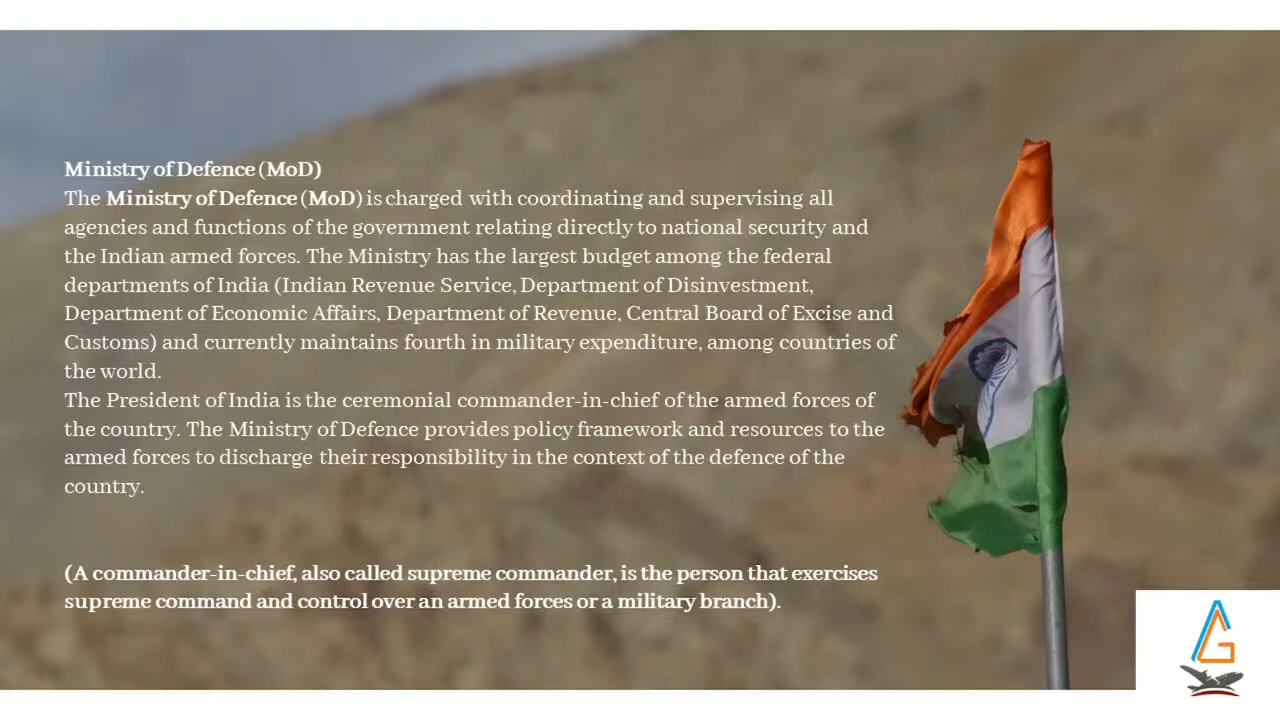 Ministry of Defence (MoD)
The Ministry of Defence (MoD) is charged with coordinating and supervising all
agencies and functions of the government relating directly to national security and
the Indian armed forces. The Ministry has the largest budget among the federal
departments of India (Indian Revenue Service, Department of Disinvestment,
Department of Economic Affairs, Department of Revenue, Central Board of Excise and
Customs) and currently maintains fourth in military expenditure, among countries of
the world.
The President of India is the ceremonial commander-in-chief of the armed forces of
the country. The Ministry of Defence provides policy framework and resources to the
armed forces to discharge their responsibility in the context of the defence of the
country.
(A commander-in-chief, also called supreme commander, is the person that exercises
supreme command and control over an armed forces or a military branch).